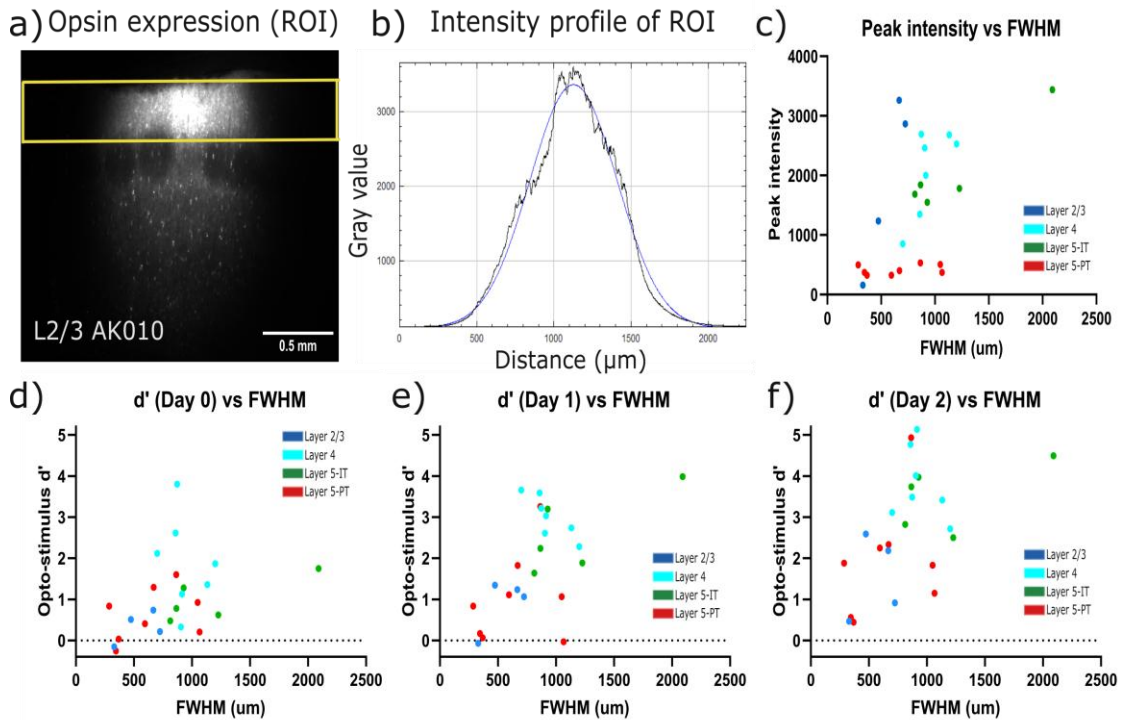 a) Opsin expression (ROI)
L2/3 AK010
0.5 mm
b) Intensity profile of ROI
Gray value
3000
2000
1000
0 500 1000 1500 2000
Distance (μm)
c) Peak intensity vs FWHM
Peak intensity
4000
3000
2000
1000
0
Layer 2/3
Layer 4
Layer 5-IT
Layer 5-PT
0 500 1000 1500 2000 2500
FWHM (um)
d) d' (Day 0) vs FWHM
Opto-stimulus d'
5
4
3
2
1
0
Layer 2/3
Layer 4
Layer 5-IT
Layer 5-PT
0 500 1000 1500 2000 2500
FWHM (um)
e) d' (Day 1) vs FWHM
Opto-stimulus d'
5
4
3
2
1
0
Layer 2/3
Layer 4
Layer 5-IT
Layer 5-PT
0 500 1000 1500 2000 2500
FWHM (um)
f) d' (Day 2) vs FWHM
Opto-stimulus d'
5
4
3
2
1
0
Layer 2/3
Layer 4
Layer 5-IT
Layer 5-PT
0 500 1000 1500 2000 2500
FWHM (um)